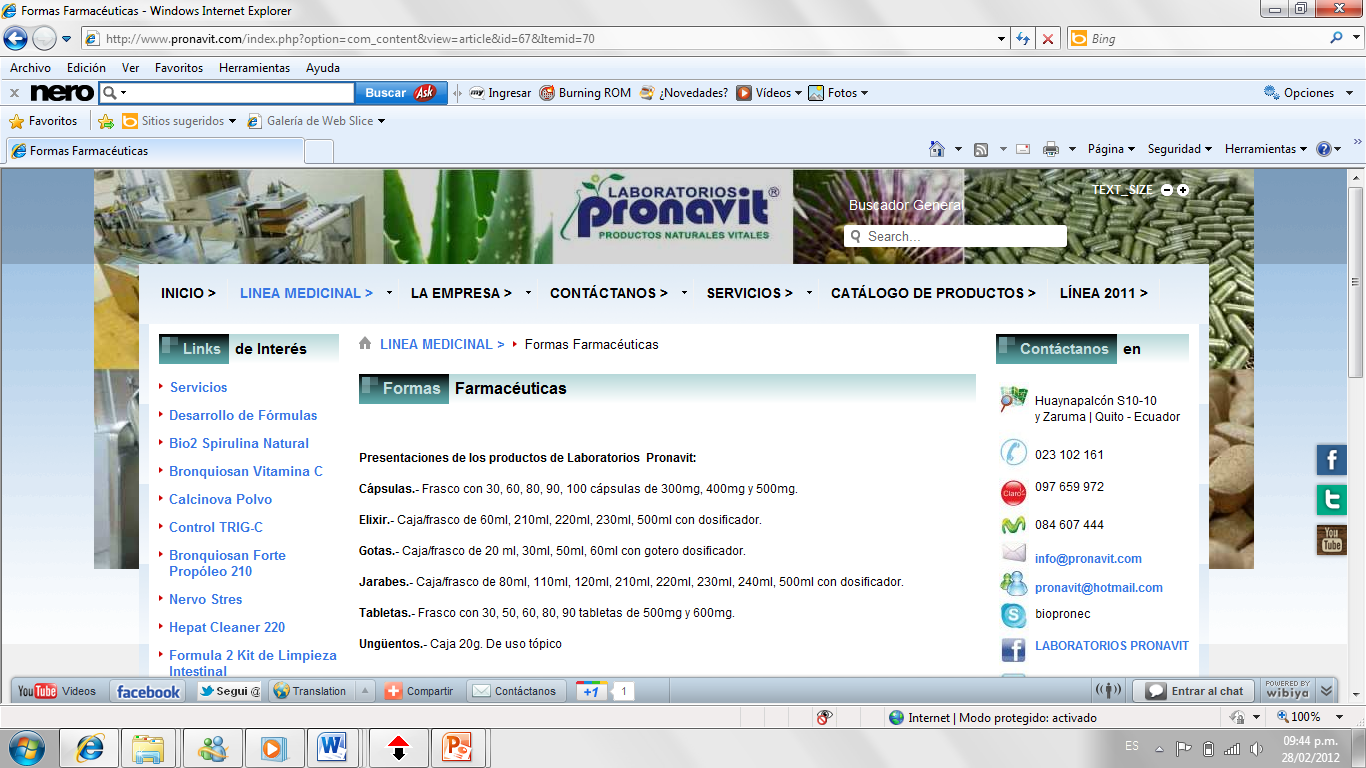 Formas Farmacéuticas - Windows Internet Explorer
http://www.pronavit.com/index.php?option=com_content&view=article&id=67&Itemid=70
Bing
Archivo Edición Ver Favoritos Herramientas Ayuda
x nero Buscar Ask my Ingresar Burning ROM ¿Novedades? Vídeos Fotos Opciones
Favoritos Sitios sugeridos Galería de Web Slice
Formas Farmacéuticas Página Seguridad Herramientas
LABORATORIOS
pronavit®
PRODUCTOS NATURALES VITALES
TEXT_SIZE
Buscador General
Search...
INICIO > LINEA MEDICINAL > LA EMPRESA > CONTÁCTANOS > SERVICIOS > CATÁLOGO DE PRODUCTOS > LÍNEA 2011 >
Links de Interés
Servicios
Desarrollo de Fórmulas
Bio2 Spirulina Natural
Bronquiosan Vitamina C
Calcinova Polvo
Control TRIG-C
Bronquiosan Forte
Propóleo 210
Nervo Stres
Hepat Cleaner 220
Formula 2 Kit de Limpieza
Intestinal
LINEA MEDICINAL > Formas Farmacéuticas
Formas Farmacéuticas
Presentaciones de los productos de Laboratorios Pronavit:
Cápsulas.- Frasco con 30, 60, 80, 90, 100 cápsulas de 300mg, 400mg y 500mg.
Elixir.- Caja/frasco de 60ml, 210ml, 220ml, 230ml, 500ml con dosificador.
Gotas.- Caja/frasco de 20 ml, 30ml, 50ml, 60ml con gotero dosificador.
Jarabes.- Caja/frasco de 80ml, 110ml, 120ml, 210ml, 220ml, 230ml, 240ml, 500ml con dosificador.
Tabletas.- Frasco con 30, 50, 60, 80, 90 tabletas de 500mg y 600mg.
Ungüentos.- Caja 20g. De uso tópico
Contáctanos en
Huaynapalcón S10-10
y Zaruma | Quito - Ecuador
023 102 161
Claro
097 659 972
084 607 444
info@pronavit.com
pronavit@hotmail.com
biopronec
LABORATORIOS PRONAVIT
You Tube
YouTube Videos facebook Segui @ Translation Compartir Contáctanos +1 1 Entrar al chat POWERED BY wibiya
Internet | Modo protegido: activado 100%
ES 09:44 p.m.
28/02/2012